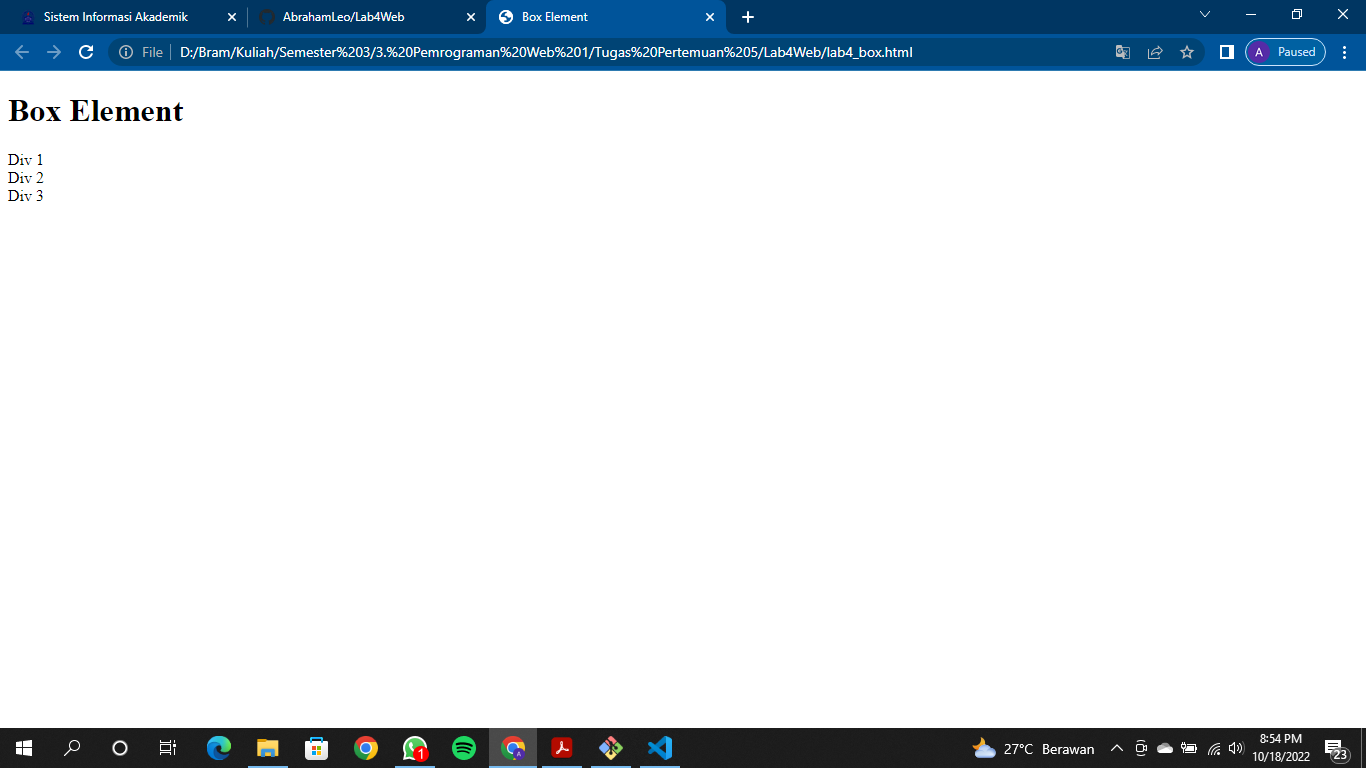 Sistem Informasi Akademik
AbrahamLeo/Lab4Web
Box Element
File
D:/Bram/Kuliah/Semester%203/3.%20Pemrograman%20Web%201/Tugas%20Pertemuan%205/Lab4Web/lab4_box.html
A
Paused
Box Element
Div 1
Div 2
Div 3
1
A
27°C Berawan
8:54 PM
10/18/2022
23